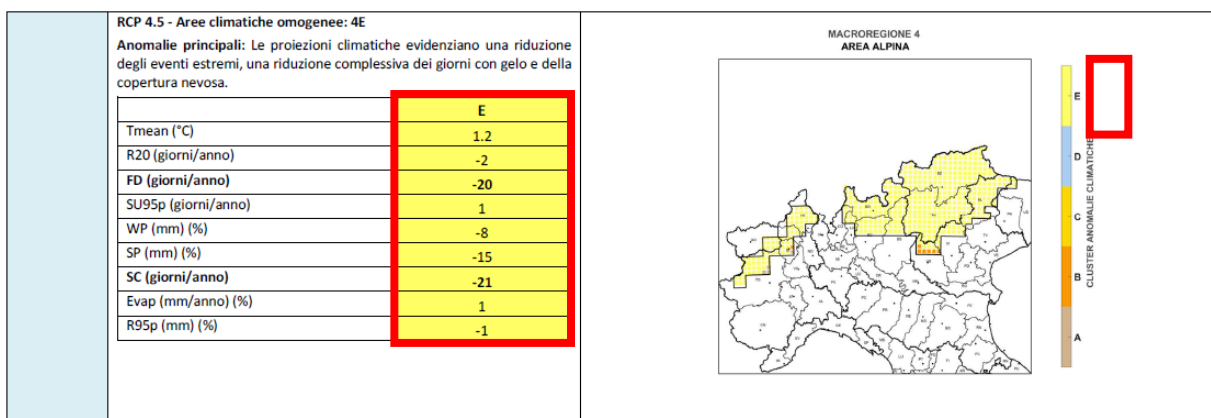 RCP 4.5 - Aree climatiche omogenee: 4E
Anomalie principali: Le proiezioni climatiche evidenziano una riduzione
degli eventi estremi, una riduzione complessiva dei giorni con gelo e della
copertura nevosa.
E
Tmean (°C) 1.2
R20 (giorni/anno) -2
FD (giorni/anno) -20
SU95p (giorni/anno) 1
WP (mm) (%) -8
SP (mm) (%) -15
SC (giorni/anno) -21
Evap (mm/anno) (%) 1
R95p (mm) (%) -1
MACROREGIONE 4
AREA ALPINA
E
D
C
B
A
CLUSTER ANOMALIE CLIMATICHE